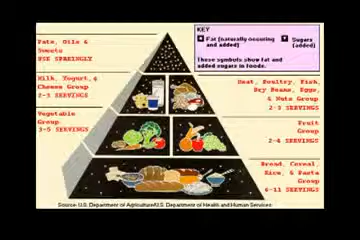 KEY
Fat (naturally occuring
and added)
Sugars
(added)
These symbols show fat and
added sugars in foods.
Fats, Oils &
Sweets
USE SPARINGLY
Milk, Yogurt, &
Cheese Group
2-3 SERVINGS
Meat, Poultry, Fish,
Dry Beans, Eggs,
& Nuts Group
2-3 SERVINGS
Vegetable
Group
3-5 SERVINGS
Fruit
Group
2-4 SERVINGS
Bread, Cereal,
Rice, & Pasta
Group
6-11 SERVINGS
Source: U.S. Department of Agriculture/U.S. Department of Health and Human Services